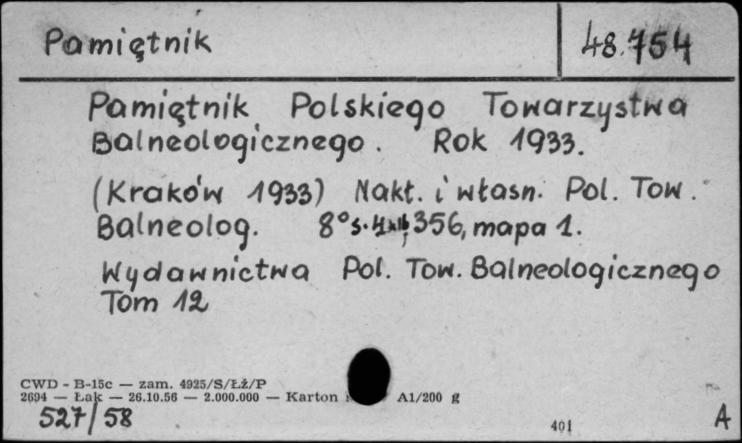 Pamiętnik 48.754
Pamiętnik Polskiego Towarzystwa
Balneologicznego. Rok 1933.
(Kraków 1933) Nakł. i własn. Pol. Tow.
Balneolog. 8° s. 356, mapa 1.
Wydawnictwa Pol. Tow. Balneologicznego
Tom 12
CWD - B-15c — zam. 4925/S/ŁŻ/P
2694 — Łak — 26.10.56 — 2.000.000 — Karton A1/200 g
527/58
401 A